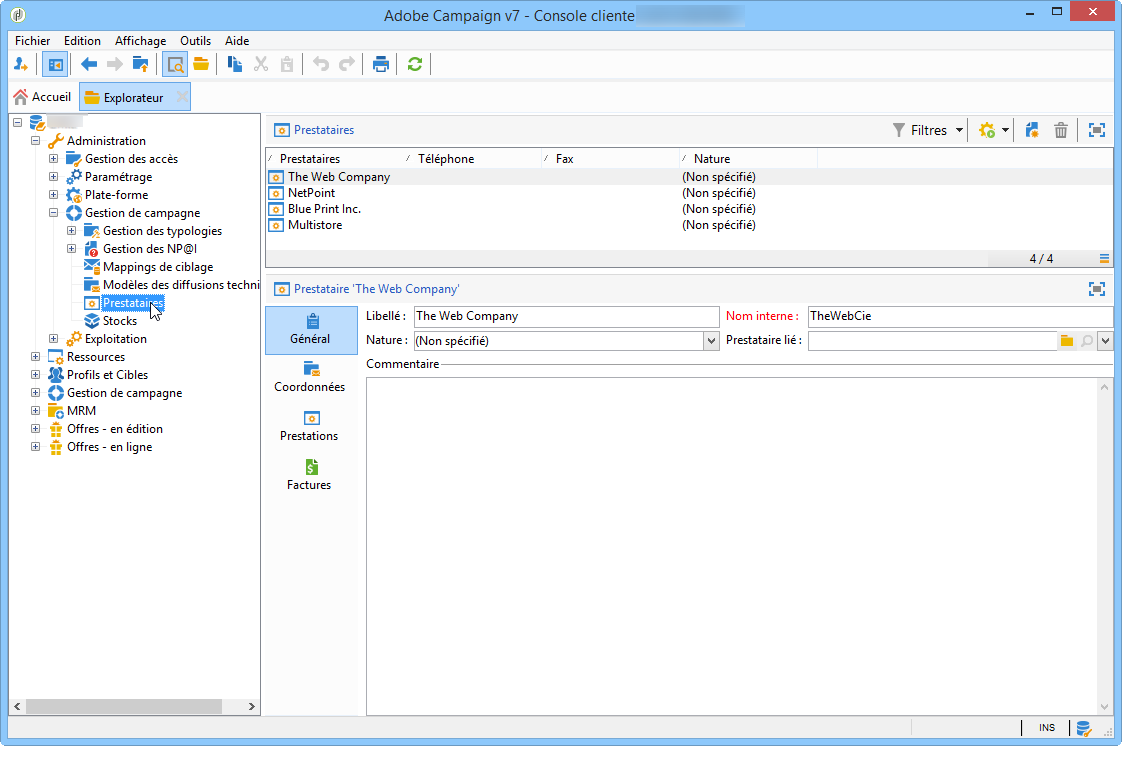 Adobe Campaign v7 - Console cliente
Fichier Edition Affichage Outils Aide
Accueil Explorateur
Administration
Gestion des accès
Paramétrage
Plate-forme
Gestion de campagne
Gestion des typologies
Gestion des NP@I
Mappings de ciblage
Modèles des diffusions techni
Prestataires
Stocks
Exploitation
Ressources
Profils et Cibles
Gestion de campagne
MRM
Offres - en édition
Offres - en ligne
Prestataires Filtres
Prestataires Téléphone Fax Nature
The Web Company (Non spécifié)
NetPoint (Non spécifié)
Blue Print Inc. (Non spécifié)
Multistore (Non spécifié)
4 / 4
Prestataire 'The Web Company'
Général
Coordonnées
Prestations
Factures
Libellé : The Web Company Nom interne : TheWebCie
Nature : (Non spécifié) Prestataire lié :
Commentaire
INS